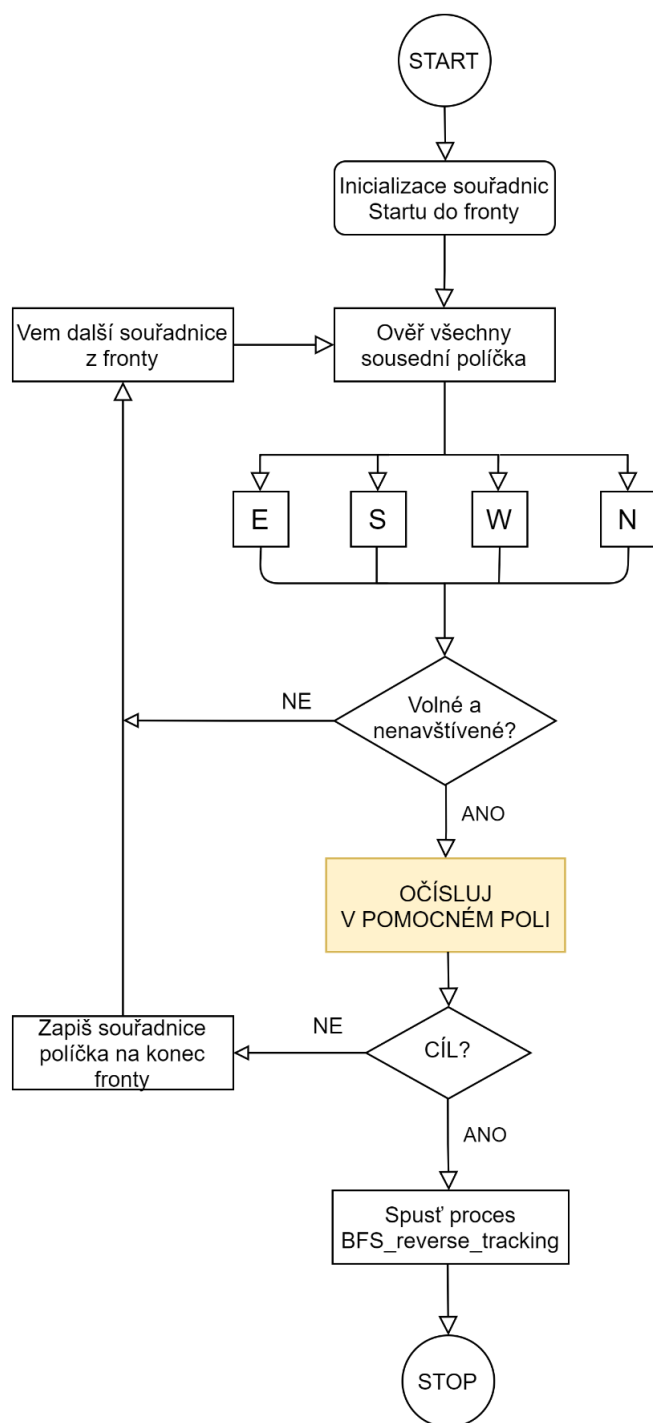 START
Inicializace souřadnic
Startu do fronty
Vem další souřadnice
z fronty
Ověř všechny
sousední políčka
E
S
W
N
Volné a
nenavštívené?
NE
ANO
OČÍSLUJ
V POMOCNÉM POLI
Zapiš souřadnice
políčka na konec
fronty
NE
CÍL?
ANO
Spusť proces
BFS_reverse_tracking
STOP